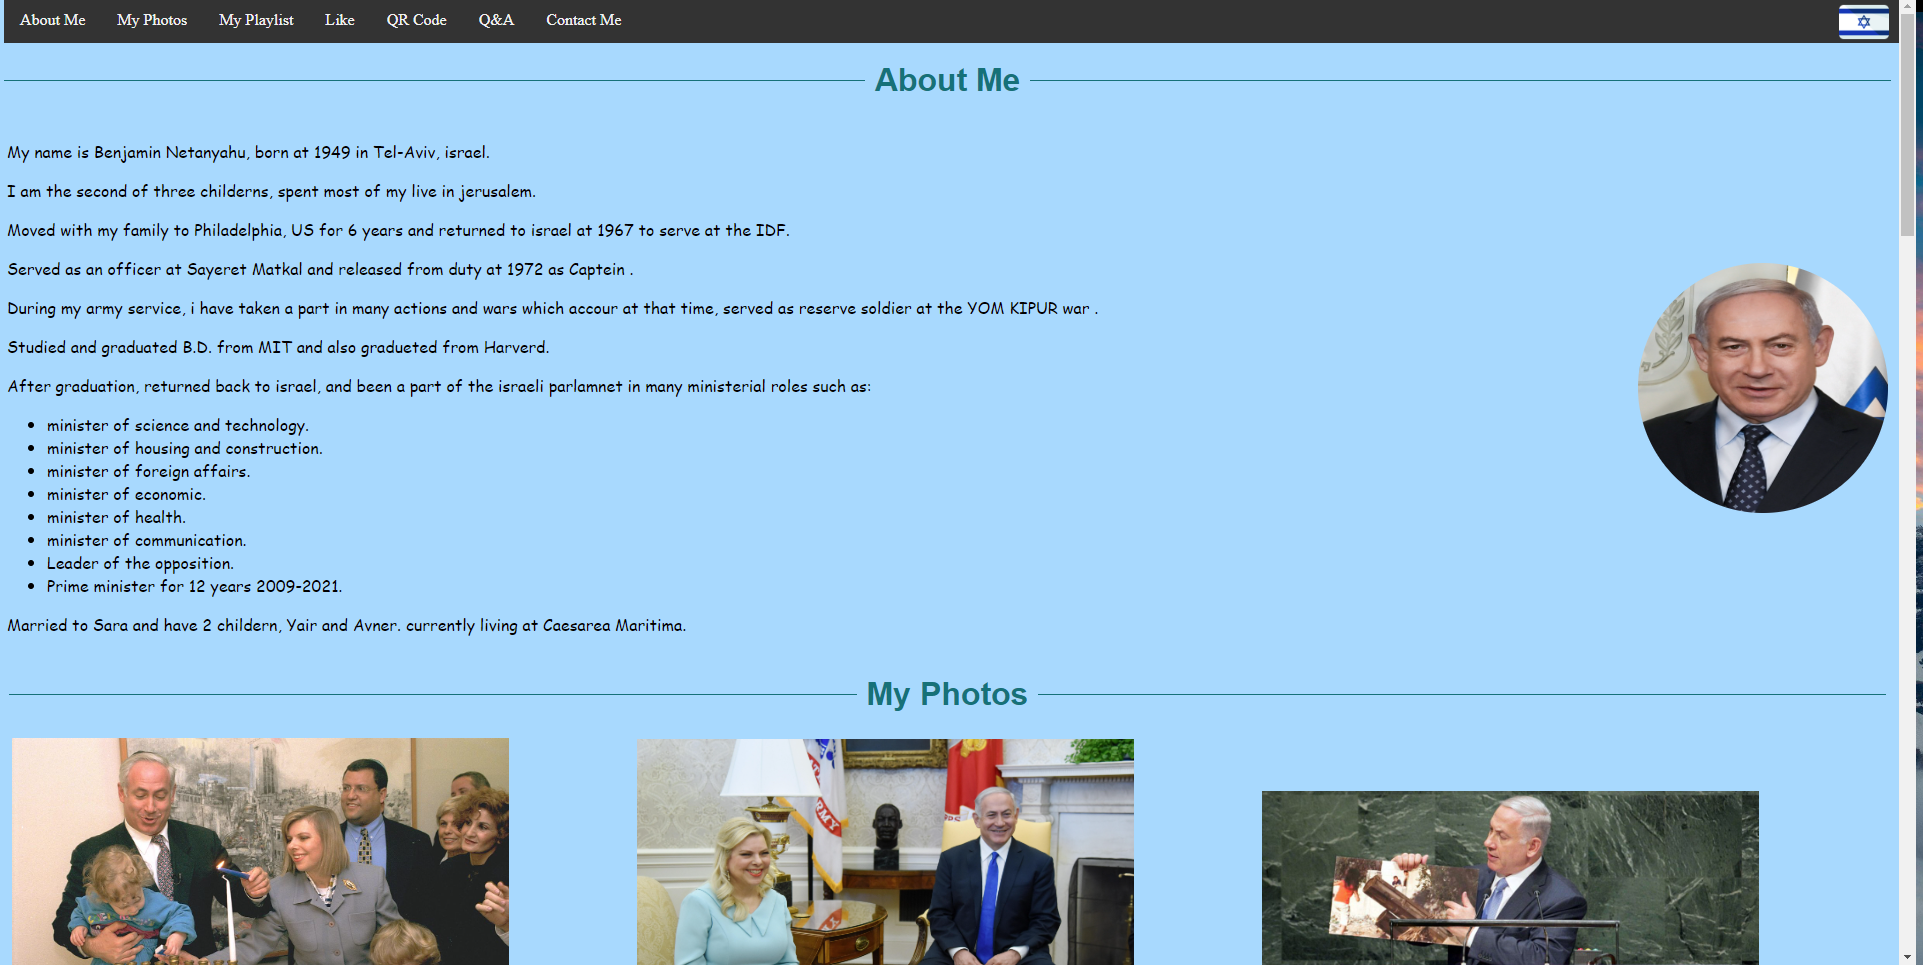 About Me My Photos My Playlist Like QR Code Q&A Contact Me
About Me
My name is Benjamin Netanyahu, born at 1949 in Tel-Aviv, israel.
I am the second of three childerns, spent most of my live in jerusalem.
Moved with my family to Philadelphia, US for 6 years and returned to israel at 1967 to serve at the IDF.
Served as an officer at Sayeret Matkal and released from duty at 1972 as Captein .
During my army service, i have taken a part in many actions and wars which accour at that time, served as reserve soldier at the YOM KIPUR war .
Studied and graduated B.D. from MIT and also gradueted from Harverd.
After graduation, returned back to israel, and been a part of the israeli parlamnet in many ministerial roles such as:
• minister of science and technology.
• minister of housing and construction.
• minister of foreign affairs.
• minister of economic.
• minister of health.
• minister of communication.
• Leader of the opposition.
• Prime minister for 12 years 2009-2021.
Married to Sara and have 2 childern, Yair and Avner. currently living at Caesarea Maritima.
My Photos
ARMY